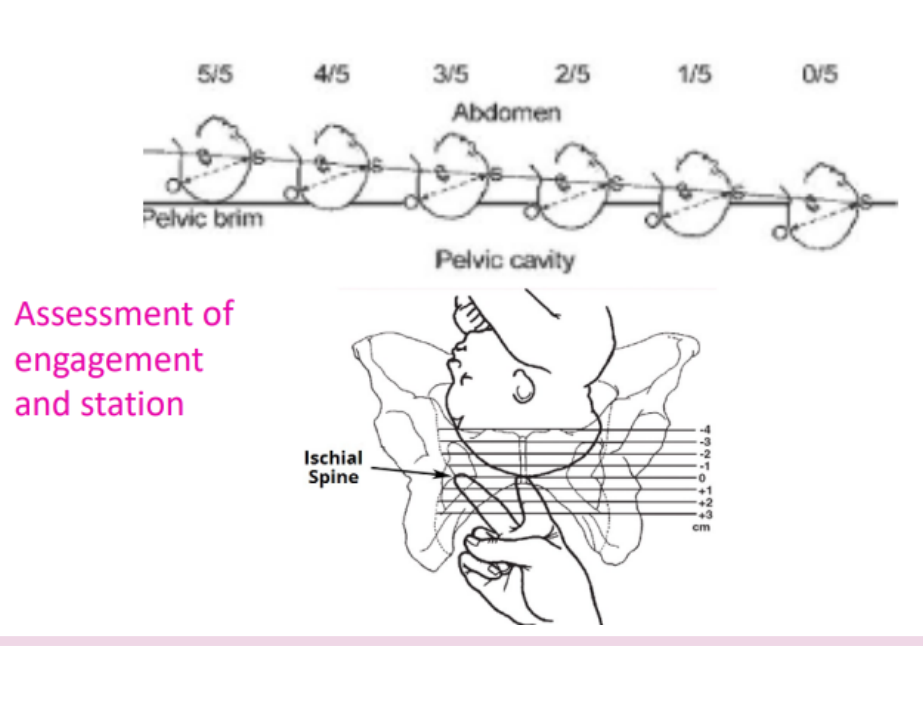 5/5 4/5 3/5 2/5 1/5 0/5
Abdomen
S S S S S S
O O O O O O
Pelvic brim
Pelvic cavity
Assessment of
engagement
and station
Ischial
Spine
-4
-3
-2
-1
0
+1
+2
+3
cm